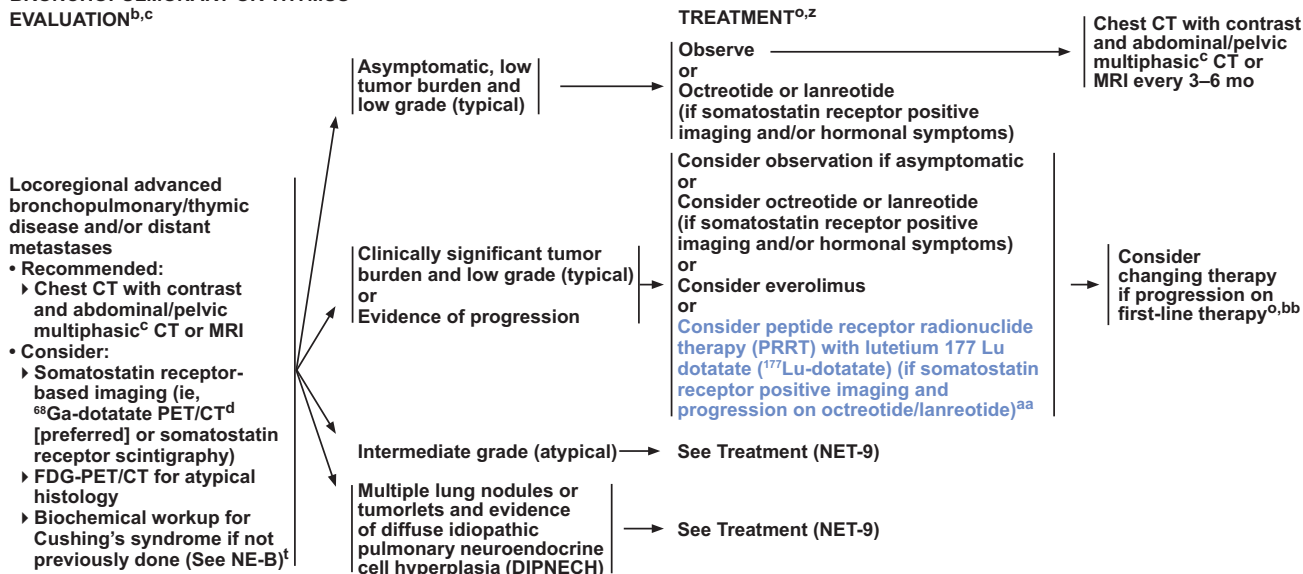 EVALUATIONb,c
Locoregional advanced
bronchopulmonary/thymic
disease and/or distant
metastases
• Recommended:
Chest CT with contrast
and abdominal/pelvic
multiphasicc CT or MRI
• Consider:
Somatostatin receptor-
based imaging (ie,
68Ga-dotatate PET/CTd
[preferred] or somatostatin
receptor scintigraphy)
FDG-PET/CT for atypical
histology
Biochemical workup for
Cushing's syndrome if not
previously done (See NE-B)t
Asymptomatic, low
tumor burden and
low grade (typical)
Clinically significant tumor
burden and low grade (typical)
or
Evidence of progression
Intermediate grade (atypical)
Multiple lung nodules or
tumorlets and evidence
of diffuse idiopathic
pulmonary neuroendocrine
cell hyperplasia (DIPNECH)
TREATMENTo,z
Observe
or
Octreotide or lanreotide
(if somatostatin receptor positive
imaging and/or hormonal symptoms)
Consider observation if asymptomatic
or
Consider octreotide or lanreotide
(if somatostatin receptor positive
imaging and/or hormonal symptoms)
or
Consider everolimus
or
Consider peptide receptor radionuclide
therapy (PRRT) with lutetium 177 Lu
dotatate (177Lu-dotatate) (if somatostatin
receptor positive imaging and
progression on octreotide/lanreotide)aa
See Treatment (NET-9)
See Treatment (NET-9)
Chest CT with contrast
and abdominal/pelvic
multiphasicc CT or
MRI every 3–6 mo
Consider
changing therapy
if progression on
first-line therapyo,bb